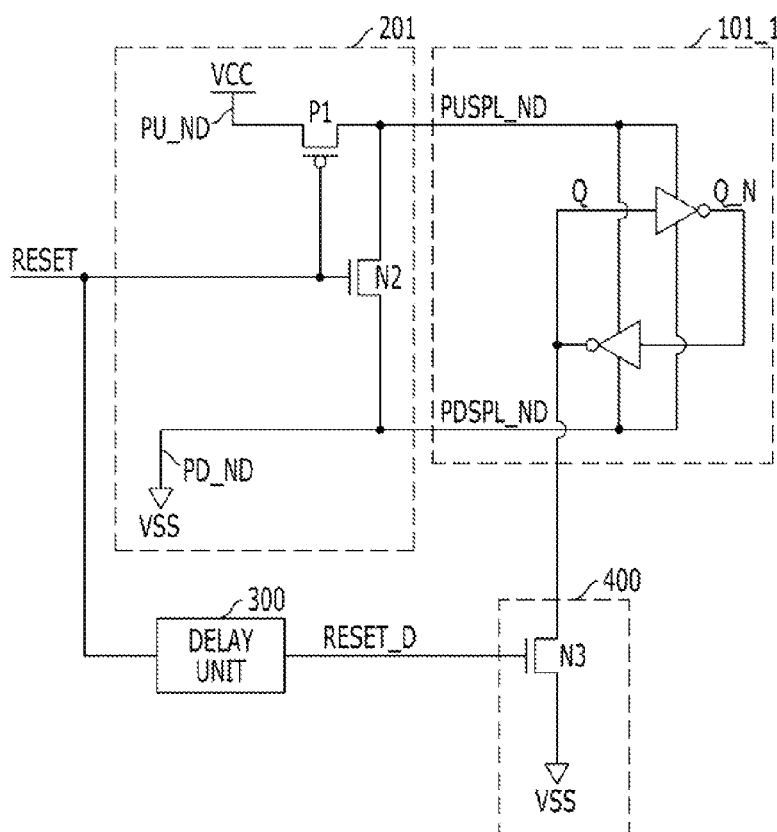 201
101_1
VCC
P1
PU_ND
PUSPL_ND
Q
Q_N
RESET
N2
PDSPL_ND
PD_ND
VSS
300
DELAY
UNIT
RESET_D
400
N3
VSS